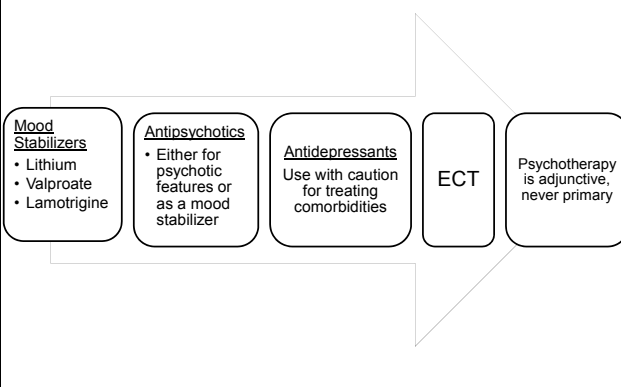 Mood
Stabilizers
• Lithium
• Valproate
• Lamotrigine
Antipsychotics
• Either for
psychotic
features or
as a mood
stabilizer
Antidepressants
Use with caution
for treating
comorbidities
ECT
Psychotherapy
is adjunctive,
never primary